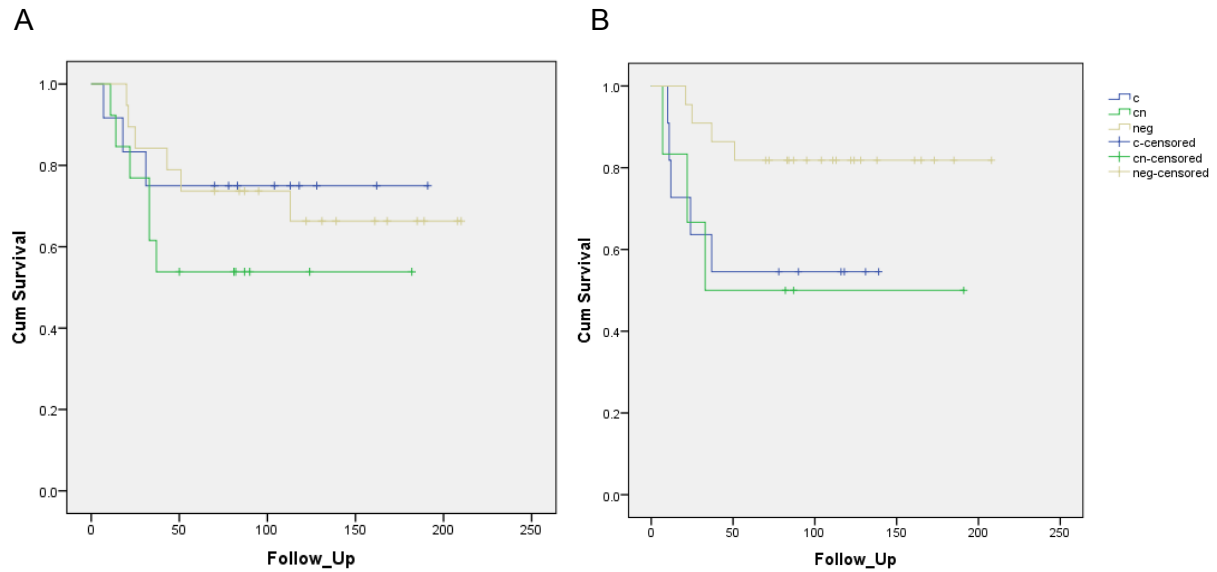 A
B
Cum Survival
1.0
0.8
0.6
0.4
0.2
0.0
0 50 100 150 200 250
Follow_Up
Cum Survival
1.0
0.8
0.6
0.4
0.2
0.0
0 50 100 150 200 250
Follow_Up
c
cn
neg
c-censored
cn-censored
neg-censored